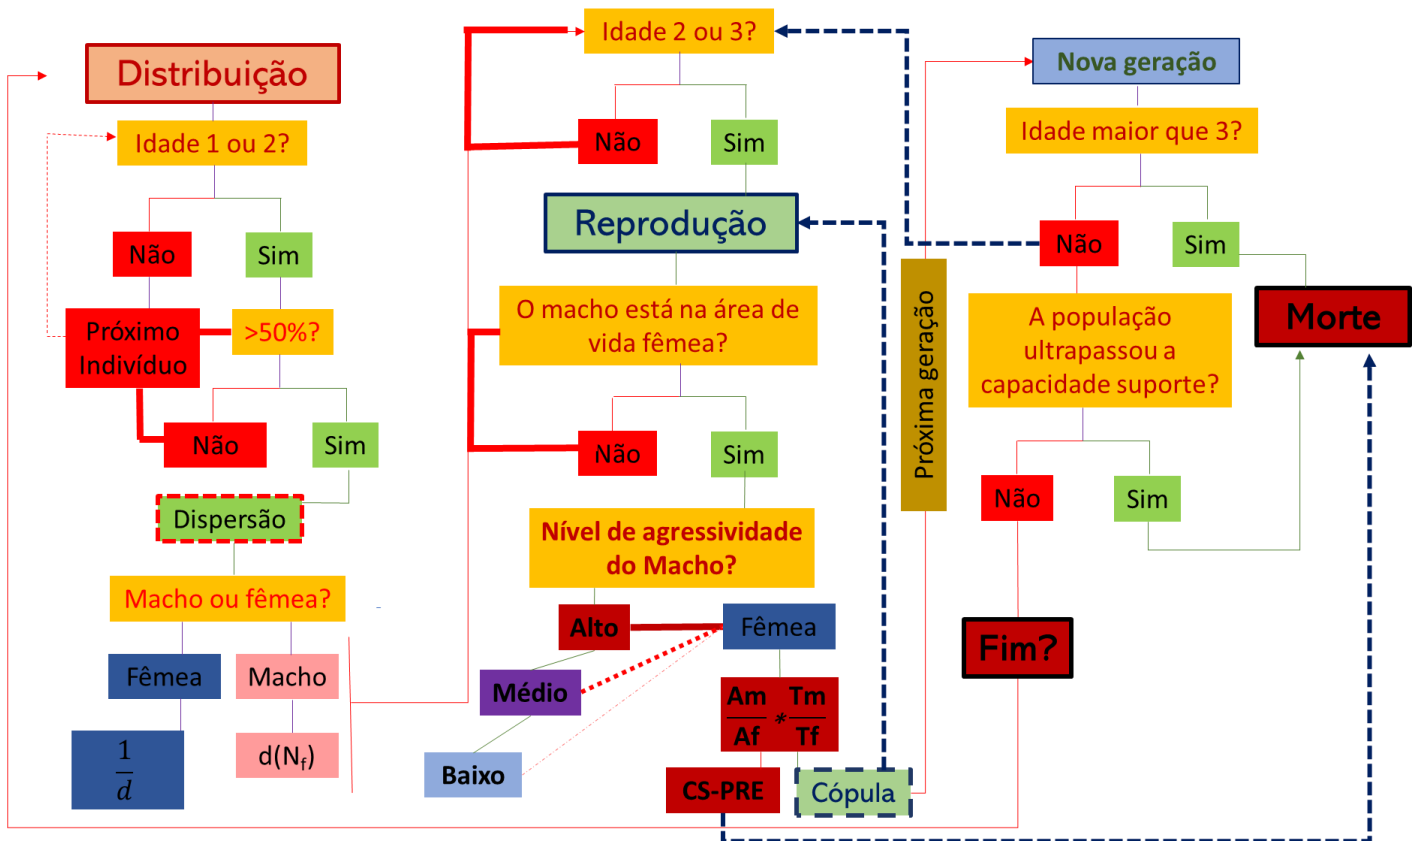 Distribuição
Idade 1 ou 2?
Não
Sim
Próximo
Indivíduo
>50%?
Não
Sim
Dispersão
Macho ou fêmea?
Fêmea
Macho
1
d
d(Nf)
Idade 2 ou 3?
Não
Sim
Reprodução
O macho está na área de
vida fêmea?
Não
Sim
Nível de agressividade
do Macho?
Alto
Fêmea
Médio
Baixo
Am * Tm
Af Tf
CS-PRE
Cópula
Próxima geração
Nova geração
Idade maior que 3?
Não
Sim
Morte
A população
ultrapassou a
capacidade suporte?
Não
Sim
Fim?